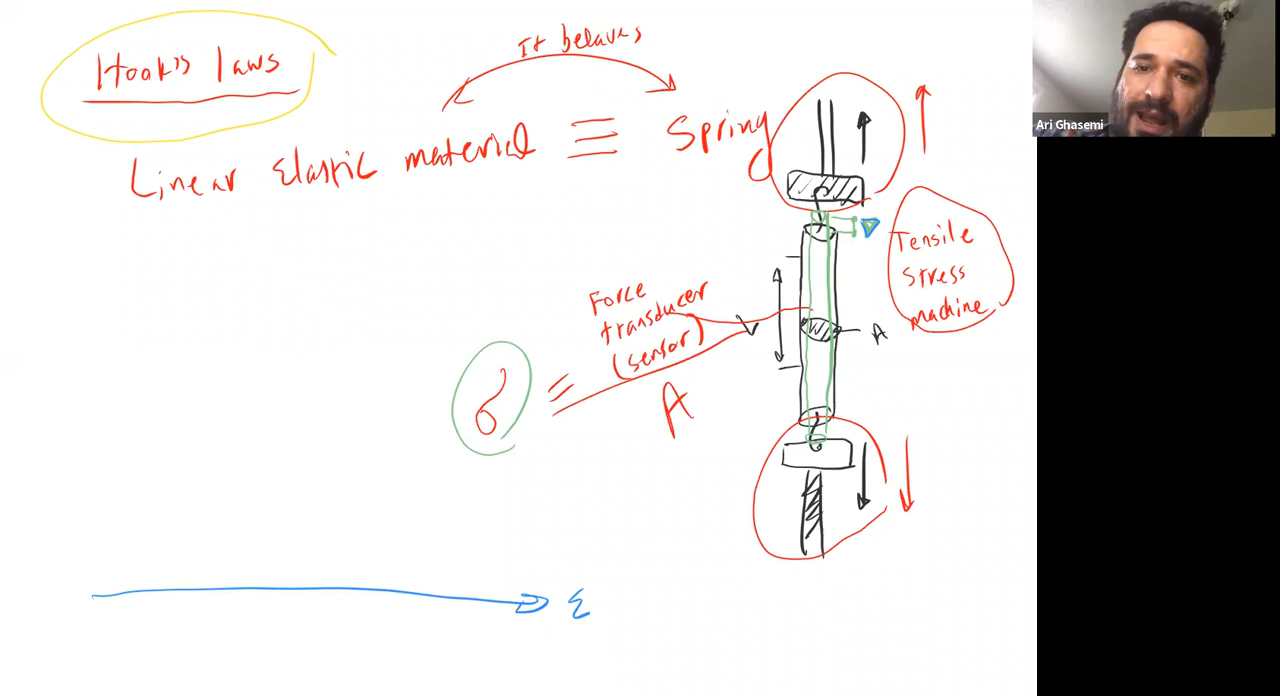 Hook's laws
It behaves
Linear Elastic material ≡ Spring
Ari Ghasemi
Tensile
stress
machine
Force
transducer
(sensor)
σ = A
A
ε